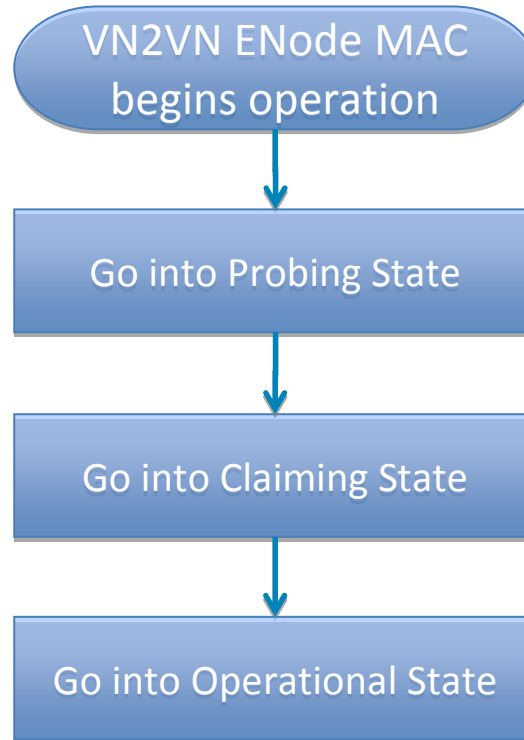 VN2VN ENode MAC
begins operation
Go into Probing State
Go into Claiming State
Go into Operational State